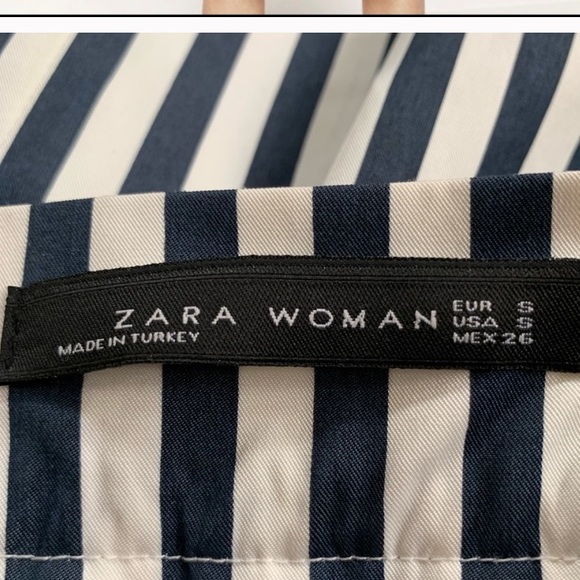 ZARA WOMAN
MADE IN TURKEY
EUR S
USA S
MEX 26